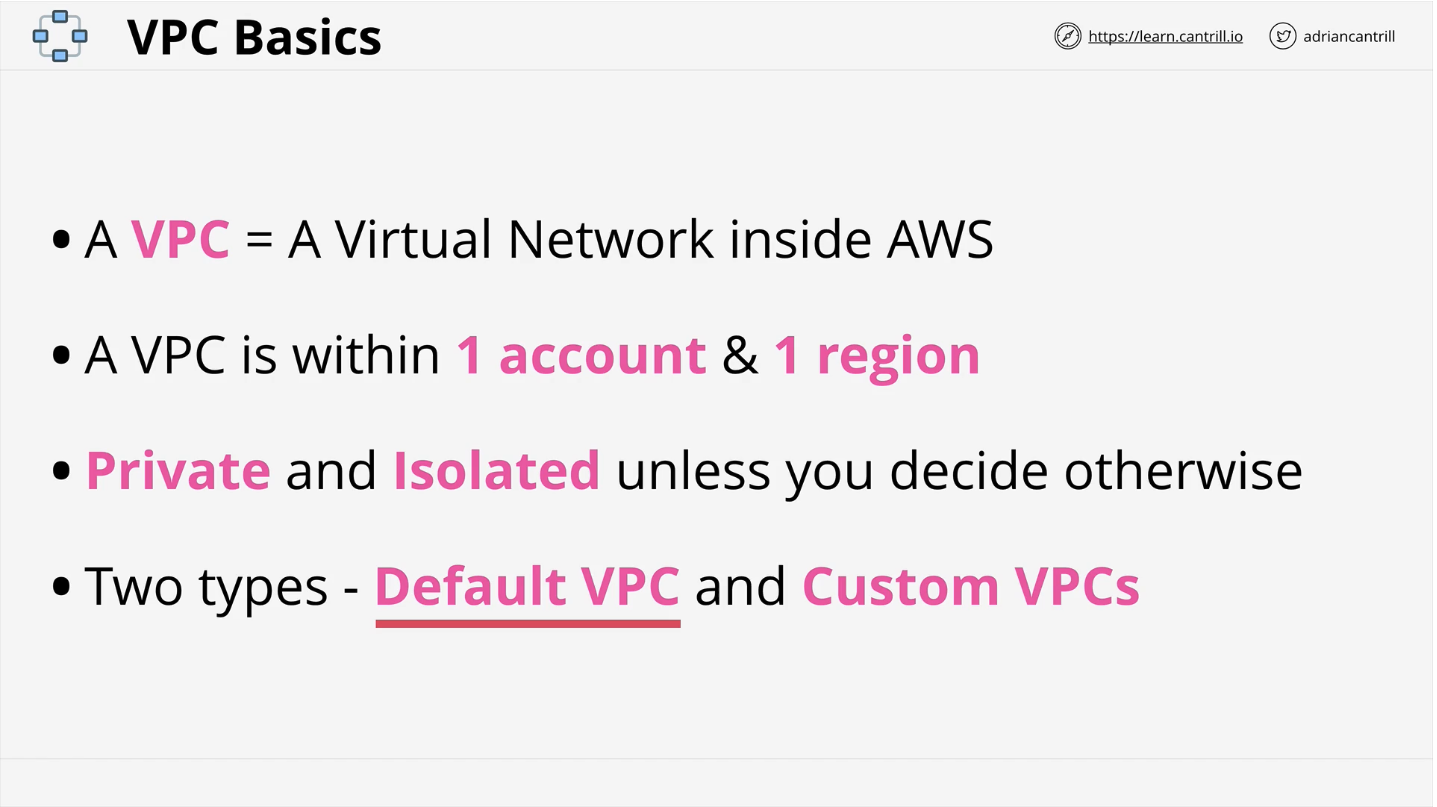 VPC Basics
https://learn.cantrill.io
adriancantrill
• A VPC = A Virtual Network inside AWS
• A VPC is within 1 account & 1 region
• Private and Isolated unless you decide otherwise
• Two types - Default VPC and Custom VPCs